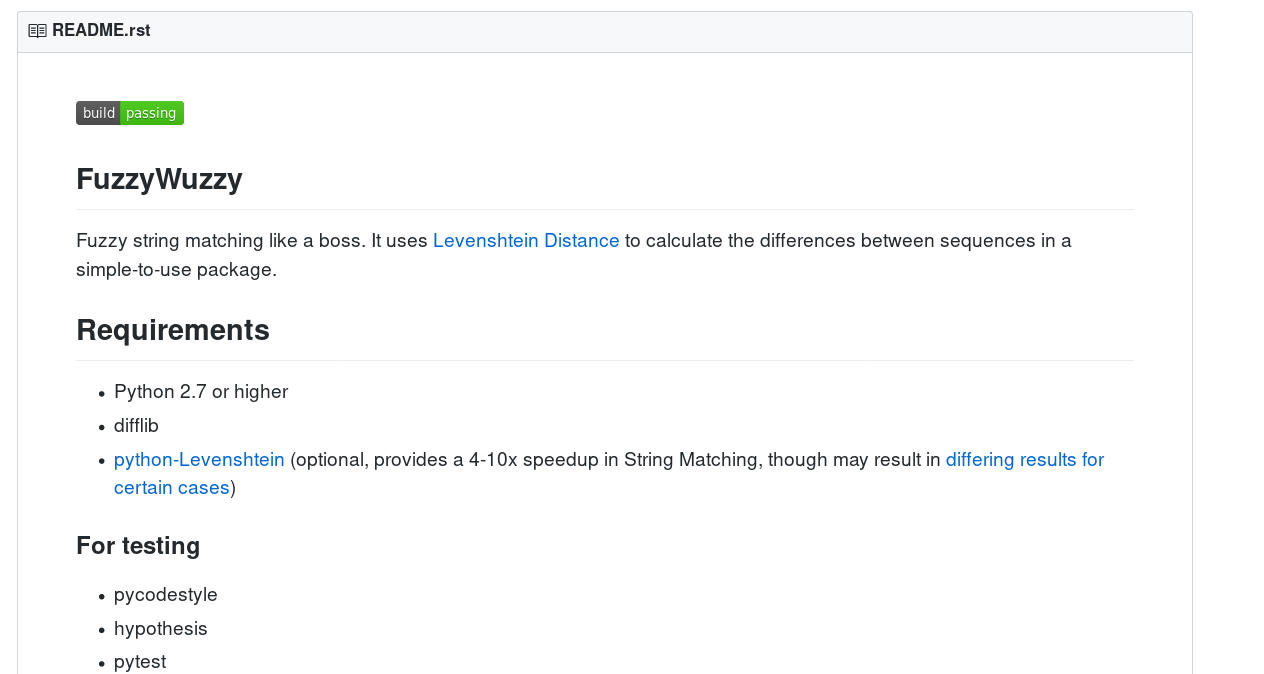 README.rst
build passing
FuzzyWuzzy
Fuzzy string matching like a boss. It uses Levenshtein Distance to calculate the differences between sequences in a
simple-to-use package.
Requirements
• Python 2.7 or higher
• difflib
• python-Levenshtein (optional, provides a 4-10x speedup in String Matching, though may result in differing results for
certain cases)
For testing
• pycodestyle
• hypothesis
• pytest